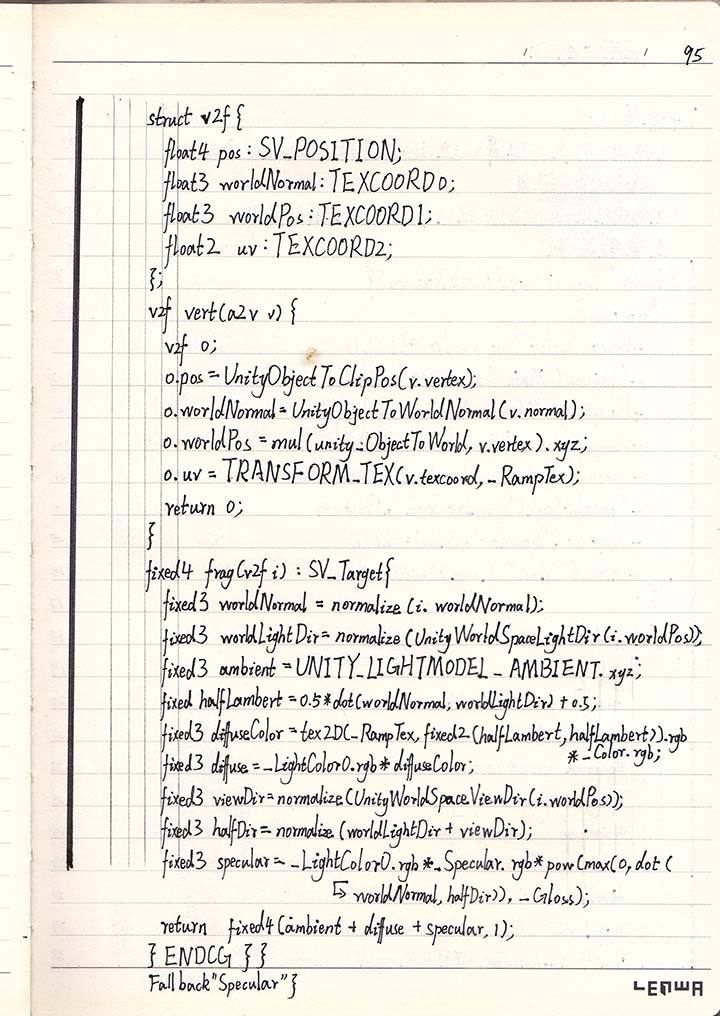 95
struct v2f {
float4 pos : SV_POSITION;
float3 worldNormal : TEXCOORD0;
float3 worldPos : TEXCOORD1;
float2 uv : TEXCOORD2;
};
v2f vert(a2v v) {
v2f o;
o.pos = UnityObjectToClipPos(v.vertex);
o.worldNormal = UnityObjectToWorldNormal(v.normal);
o.worldPos = mul(unity_ObjectToWorld, v.vertex).xyz;
o.uv = TRANSFORM_TEX(v.texcoord, _RampTex);
return o;
}
fixed4 frag(v2f i) : SV_Target{
fixed3 worldNormal = normalize(i.worldNormal);
fixed3 worldLightDir = normalize(UnityWorldSpaceLightDir(i.worldPos));
fixed3 ambient = UNITY_LIGHTMODEL_AMBIENT.xyz;
fixed halfLambert = 0.5*dot(worldNormal, worldLightDir) + 0.5;
fixed3 diffuseColor = tex2D(_RampTex, fixed2(halfLambert, halfLambert)).rgb
* _Color.rgb;
fixed3 diffuse = _LightColor0.rgb * diffuseColor;
fixed3 viewDir = normalize(UnityWorldSpaceViewDir(i.worldPos));
fixed3 halfDir = normalize(worldLightDir + viewDir);
fixed3 specular = _LightColor0.rgb * _Specular.rgb * pow(max(0, dot(
↳ worldNormal, halfDir)), _Gloss);
return fixed4(ambient + diffuse + specular, 1);
} ENDCG } }
Fallback"Specular"}
LENWA